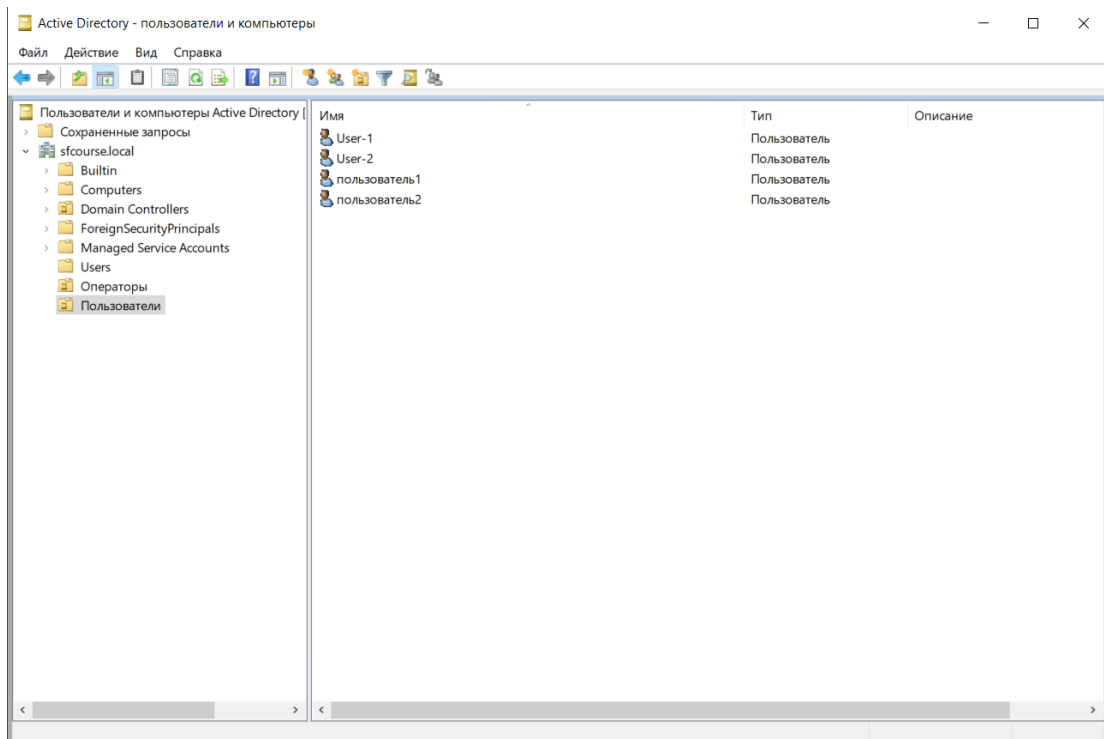 Active Directory - пользователи и компьютеры
Файл Действие Вид Справка
Пользователи и компьютеры Active Directory [
Сохраненные запросы
sfcourse.local
Builtin
Computers
Domain Controllers
ForeignSecurityPrincipals
Managed Service Accounts
Users
Операторы
Пользователи
Имя Тип Описание
User-1 Пользователь
User-2 Пользователь
пользователь1 Пользователь
пользователь2 Пользователь